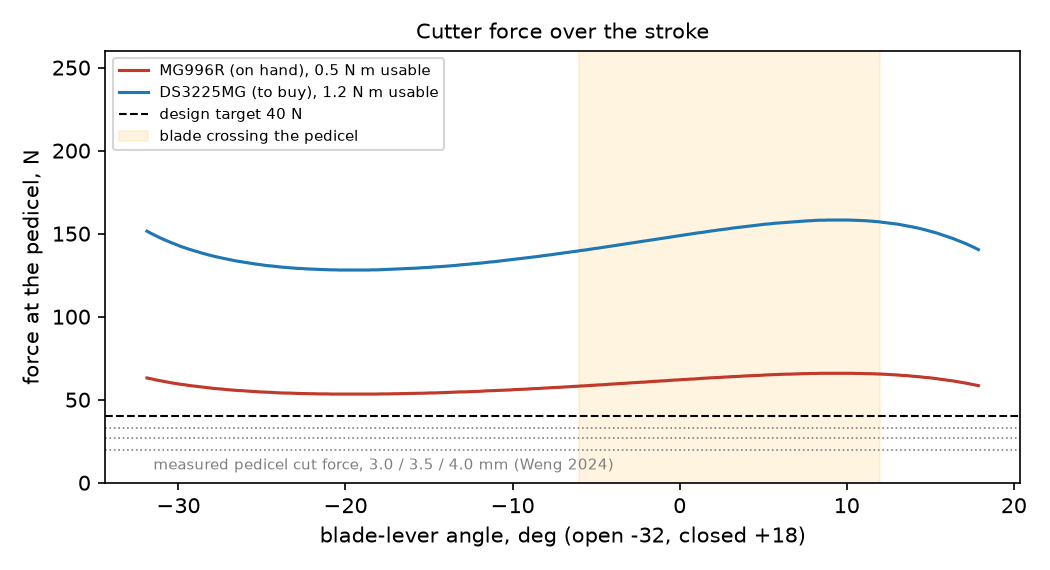 Cutter force over the stroke
MG996R (on hand), 0.5 N m usable
DS3225MG (to buy), 1.2 N m usable
design target 40 N
blade crossing the pedicel
force at the pedicel, N
250
200
150
100
50
0
measured pedicel cut force, 3.0 / 3.5 / 4.0 mm (Weng 2024)
−30
−20
−10
0
10
20
blade-lever angle, deg (open -32, closed +18)